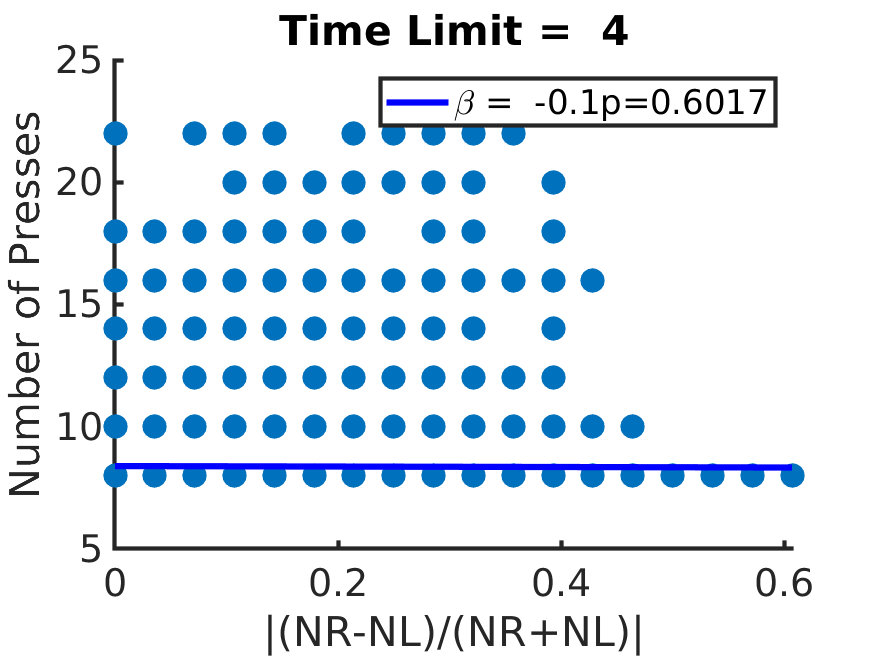 Time Limit =  4
β =  -0.1p=0.6017
Number of Presses
25
20
15
10
5
0 0.2 0.4 0.6
|(NR-NL)/(NR+NL)|